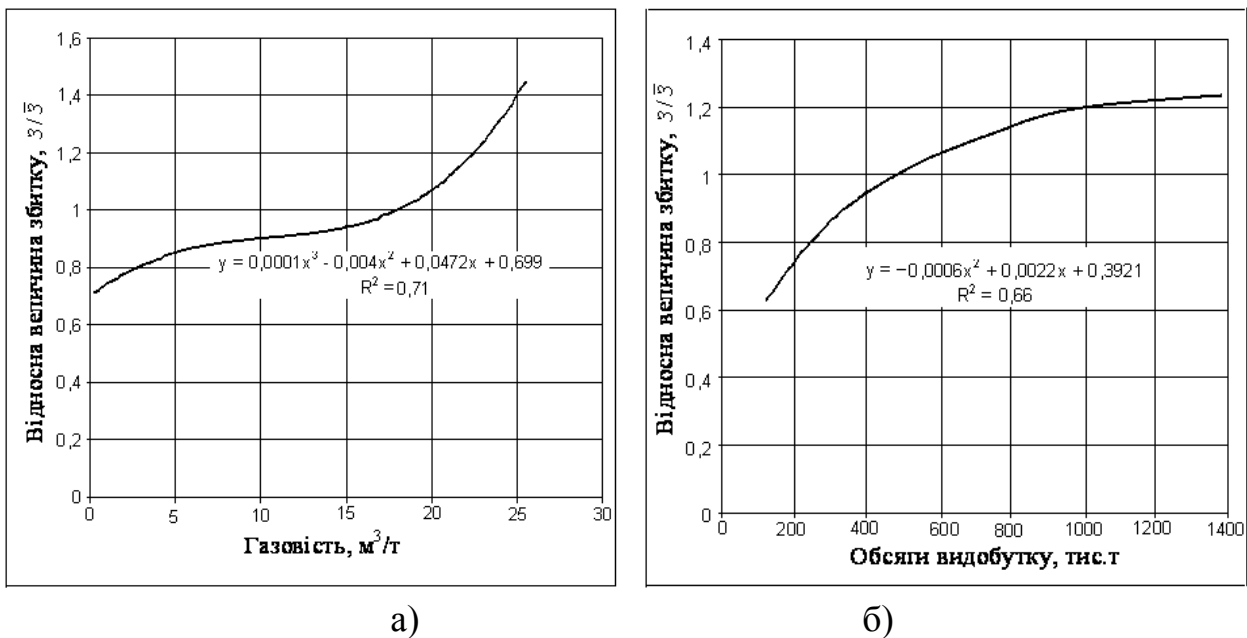 Відносна величина збитку, З/З̅
1,6
1,4
1,2
1
0,8
0,6
0,4
0,2
0
y = 0,0001x³ - 0,004x² + 0,0472x + 0,699
R² = 0,71
0 5 10 15 20 25 30
Газовість, м³/т
а)
Відносна величина збитку, З/З̅
1,4
1,2
1
0,8
0,6
0,4
0,2
0
y = −0,0006x² + 0,0022x + 0,3921
R² = 0,66
0 200 400 600 800 1000 1200 1400
Обсяги видобутку, тис.т
б)